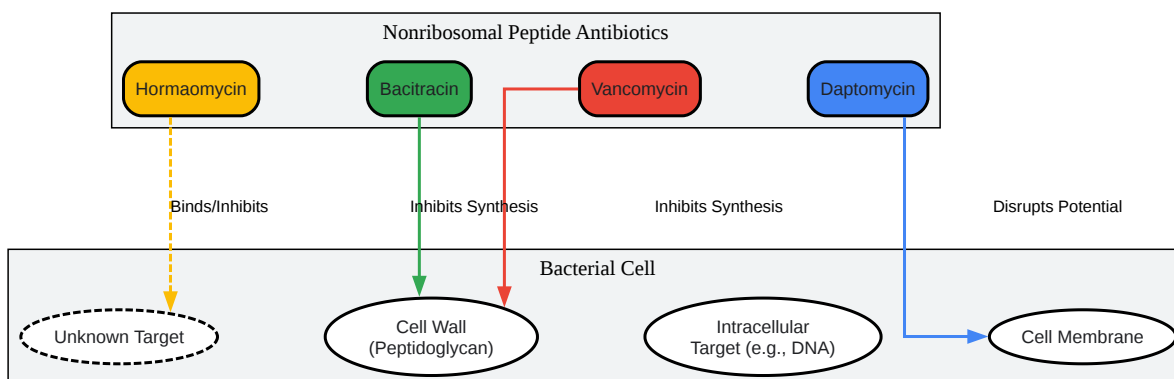 Nonribosomal Peptide Antibiotics
Hormaomycin
Bacitracin
Vancomycin
Daptomycin
Binds/Inhibits
Inhibits Synthesis
Inhibits Synthesis
Disrupts Potential
Bacterial Cell
Unknown Target
Cell Wall
(Peptidoglycan)
Intracellular
Target (e.g., DNA)
Cell Membrane